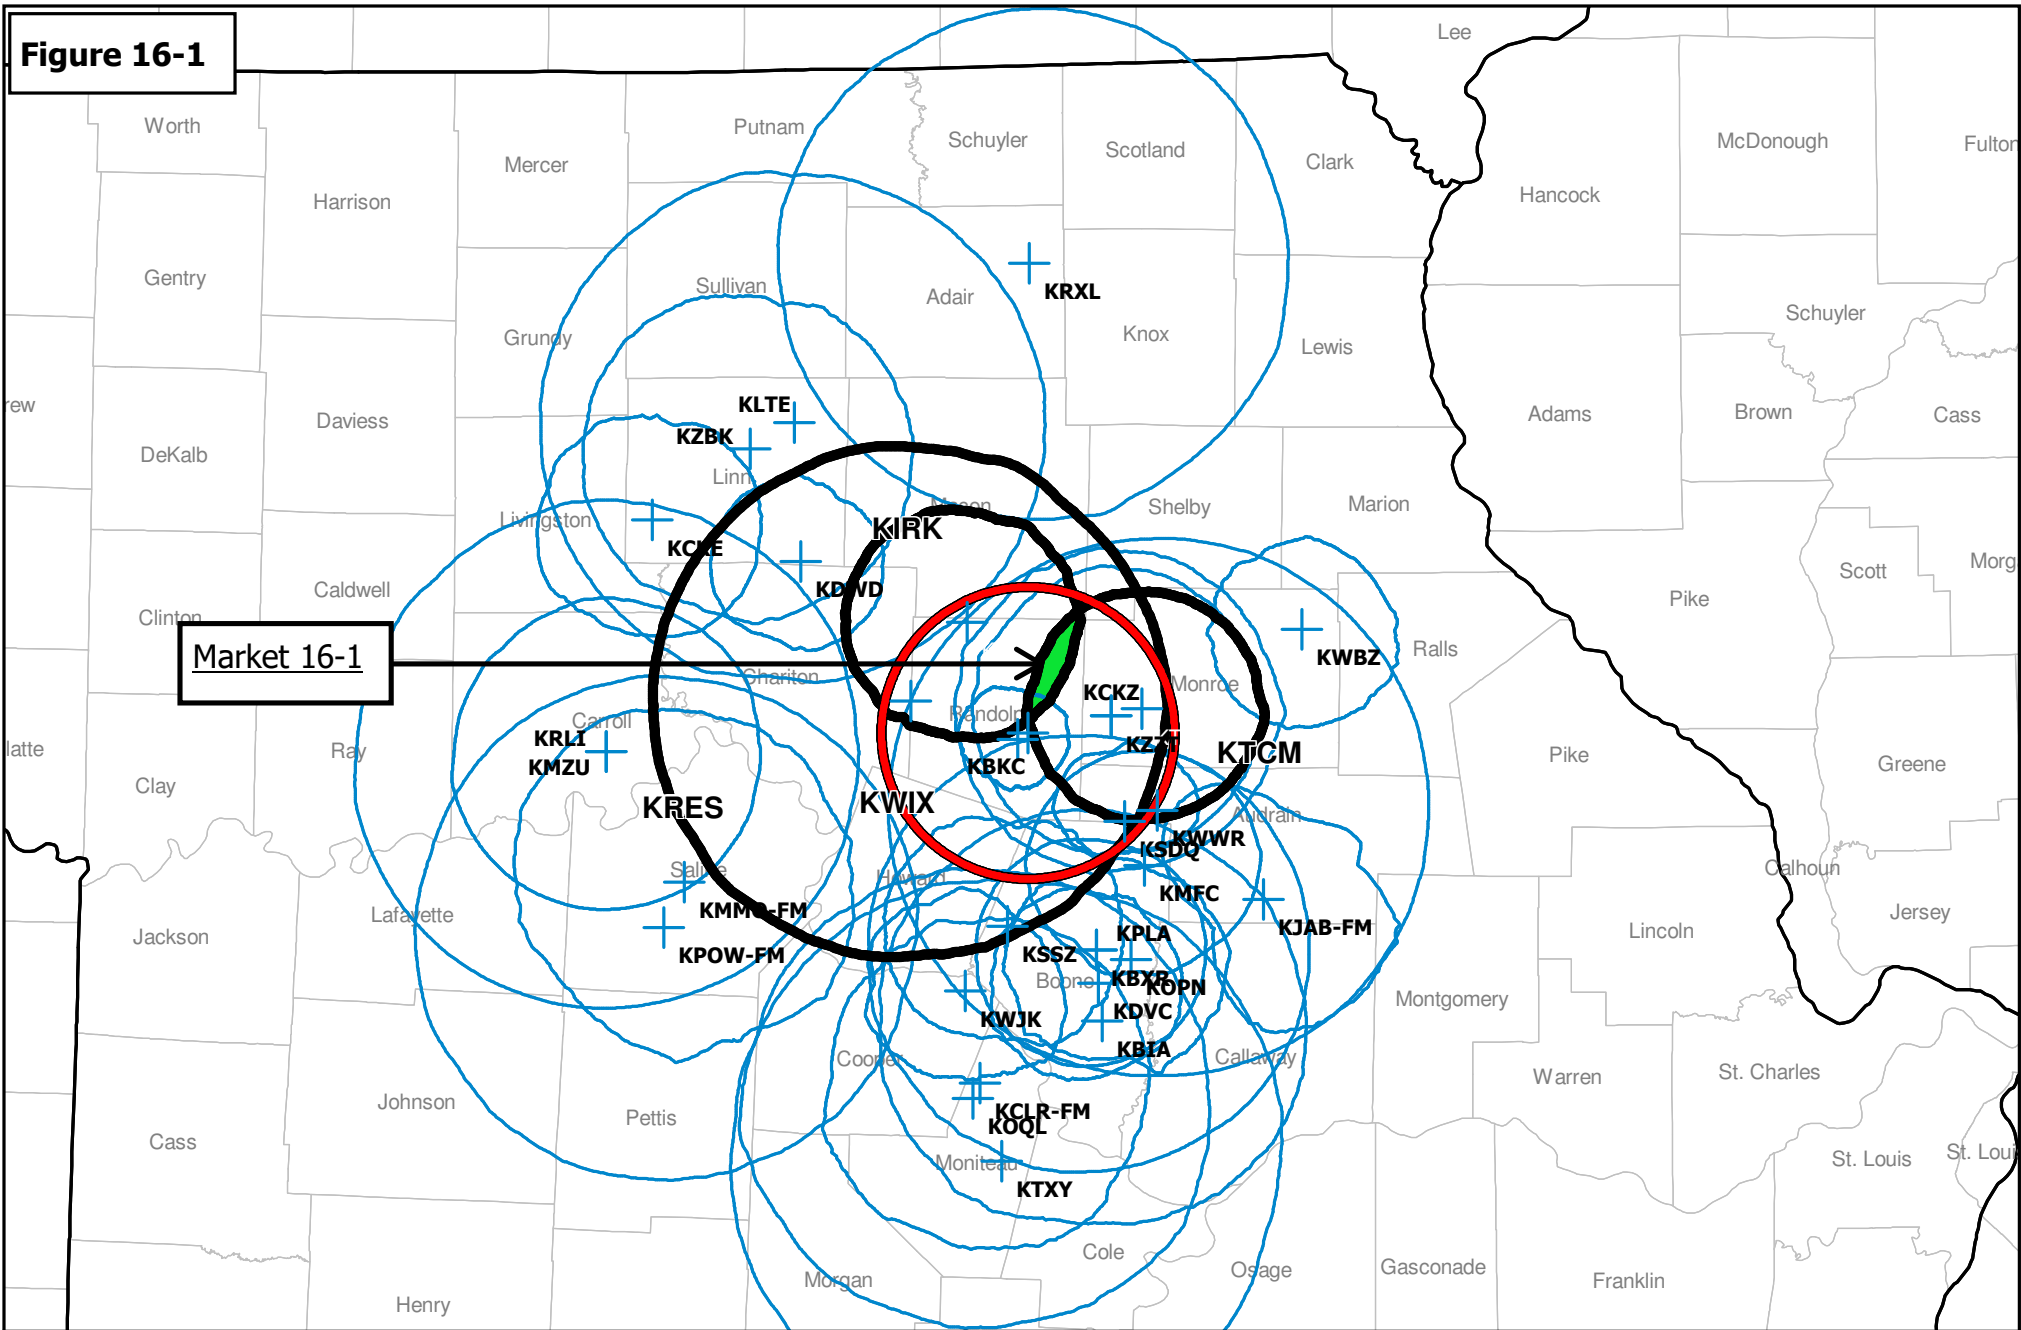 Figure 16-1
Lee
Worth
Putnam
Schuyler
Scotland
Clark
McDonough
Fulton
Mercer
Harrison
Hancock
Gentry
Sullivan
Adair
KRXL
Knox
Schuyler
Grundy
Lewis
rew
Daviess
KLTE
KZBK
Adams
Brown
Cass
DeKalb
Linn
Macon
Shelby
Marion
Livingston
KIRK
KCKE
KDWD
Scott
Morg
Caldwell
Clinton
Pike
Market 16-1
KWBZ
Ralls
Chariton
Monroe
KCKZ
Randolph
Carroll
KRLI
KMZU
KZZT
KTCM
KBKC
latte
Ray
Clay
Pike
Greene
KRES
KWIX
Audrain
KWWR
KSDQ
Saline
Howard
KMFC
Calhoun
KMMO-FM
Lafayette
Jackson
KJAB-FM
Lincoln
Jersey
KPLA
KPOW-FM
KSSZ
Boone
KBXR
KOPN
Montgomery
KWJK
KDVC
KBIA
Cooper
Callaway
Warren
St. Charles
Johnson
Pettis
KCLR-FM
KOQL
Cass
Moniteau
KTXY
St. Louis
St. Loui
Cole
Osage
Gasconade
Franklin
Morgan
Henry